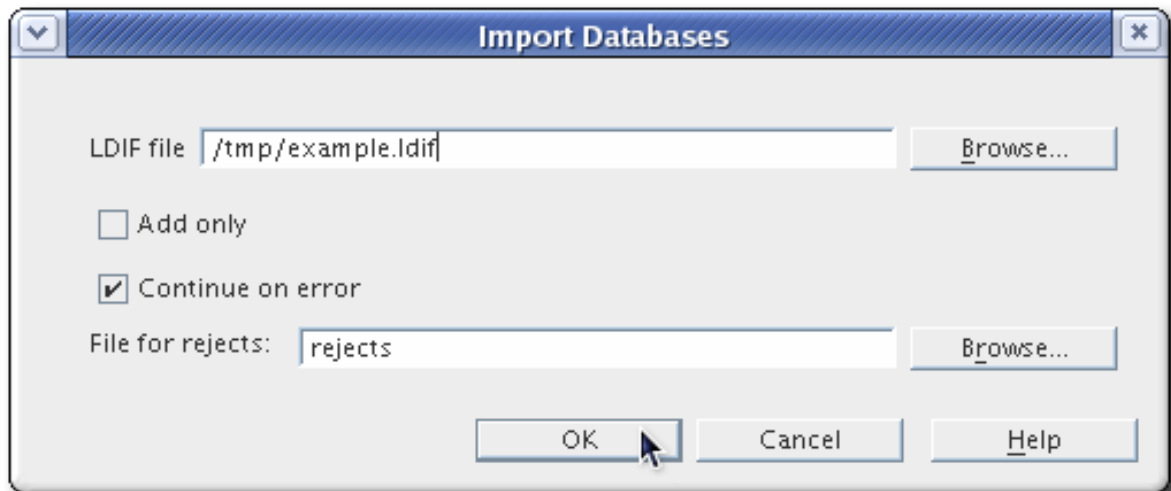 Import Databases
LDIF file /tmp/example.ldif Browse...
Add only
Continue on error
File for rejects: rejects Browse...
OK Cancel Help